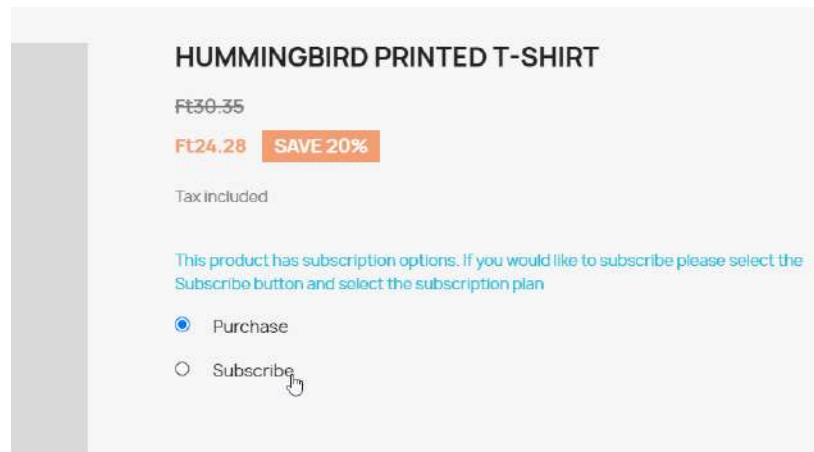 HUMMINGBIRD PRINTED T-SHIRT
Ft30.35
Ft24.28 SAVE 20%
Tax included
This product has subscription options. If you would like to subscribe please select the
Subscribe button and select the subscription plan
Purchase
Subscribe